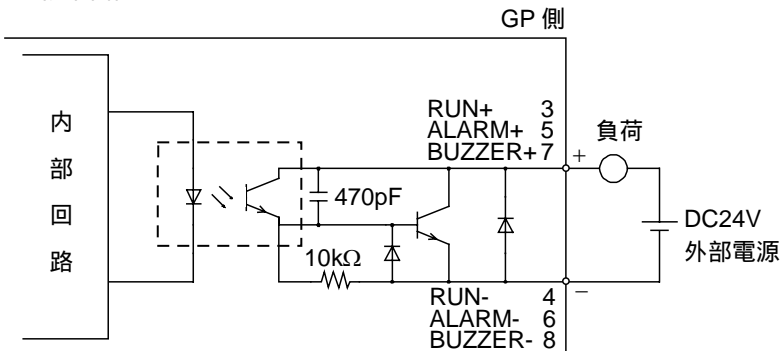 GP 側
内部回路
RUN+ 3
ALARM+ 5
BUZZER+ 7
負荷
+
470pF
DC24V
外部電源
10kΩ
RUN- 4
ALARM- 6
BUZZER- 8
−